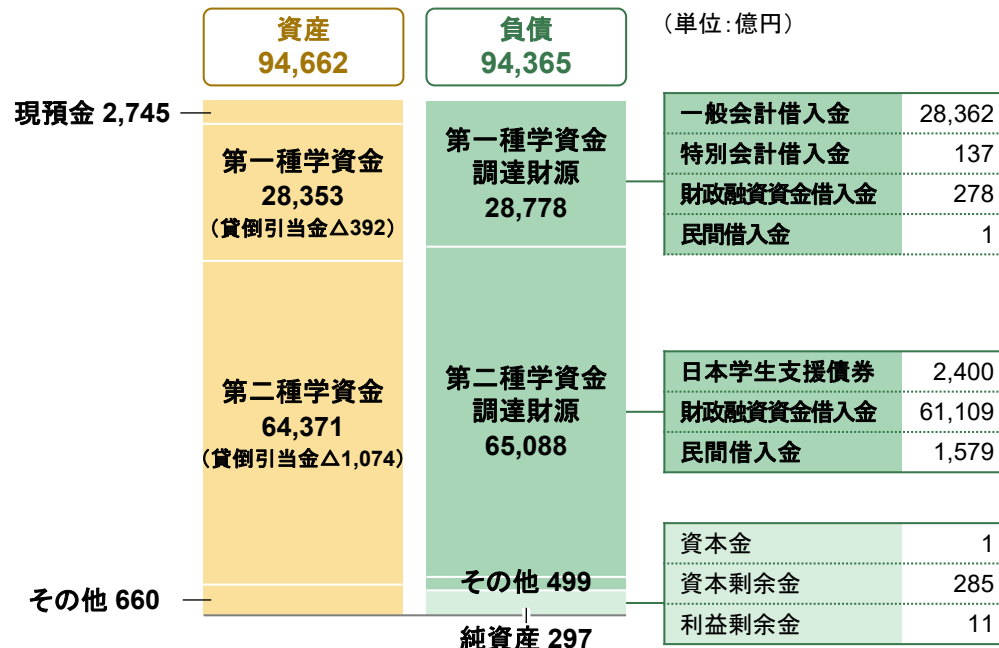 資産
94,662
負債
94,365
（単位：億円）
現預金 2,745
第一種学資金
28,353
（貸倒引当金△392）
第二種学資金
64,371
（貸倒引当金△1,074）
その他 660
第一種学資金
調達財源
28,778
第二種学資金
調達財源
65,088
その他 499
純資産 297
一般会計借入金 28,362
特別会計借入金 137
財政融資資金借入金 278
民間借入金 1
日本学生支援債券 2,400
財政融資資金借入金 61,109
民間借入金 1,579
資本金 1
資本剰余金 285
利益剰余金 11